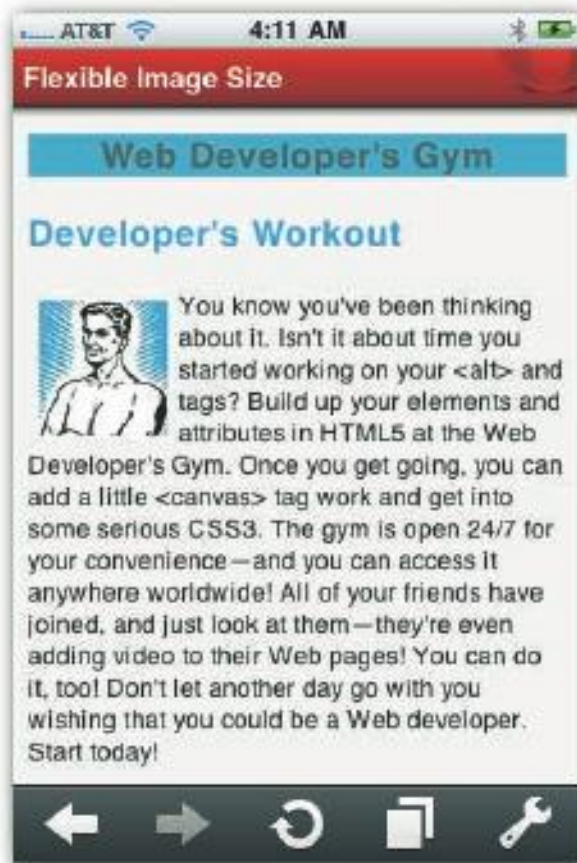 AT&T 4:11 AM
Flexible Image Size
Web Developer's Gym
Developer's Workout
You know you've been thinking
about it. Isn't it about time you
started working on your <alt> and
tags? Build up your elements and
attributes in HTML5 at the Web
Developer's Gym. Once you get going, you can
add a little <canvas> tag work and get into
some serious CSS3. The gym is open 24/7 for
your convenience—and you can access it
anywhere worldwide! All of your friends have
joined, and just look at them—they're even
adding video to their Web pages! You can do
it, too! Don't let another day go with you
wishing that you could be a Web developer.
Start today!